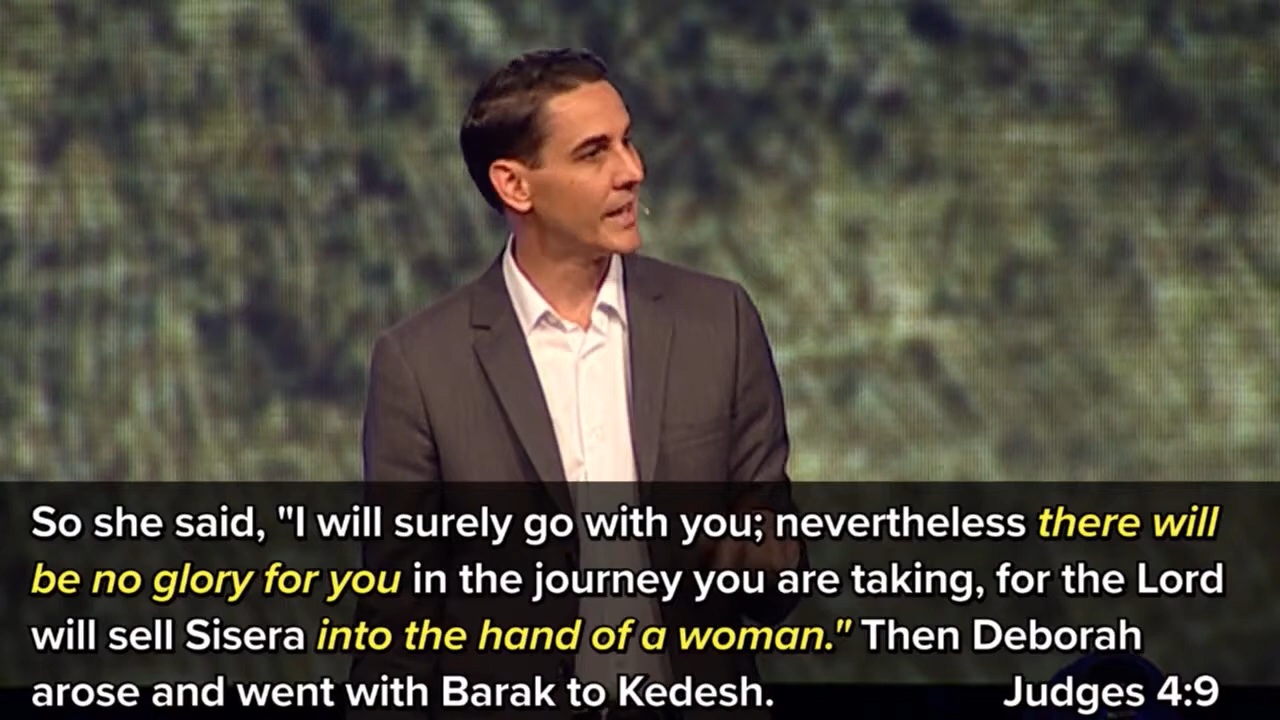 So she said, "I will surely go with you; nevertheless there will
be no glory for you in the journey you are taking, for the Lord
will sell Sisera into the hand of a woman." Then Deborah
arose and went with Barak to Kedesh. Judges 4:9